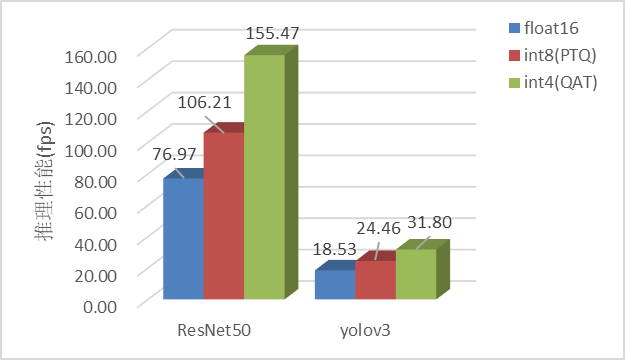 155.47
float16
160.00
int8(PTQ)
140.00
int4(QAT)
120.00
106.21
100.00
76.97
80.00
推理性能(fps)
60.00
31.80
24.46
18.53
40.00
20.00
0.00
ResNet50
yolov3